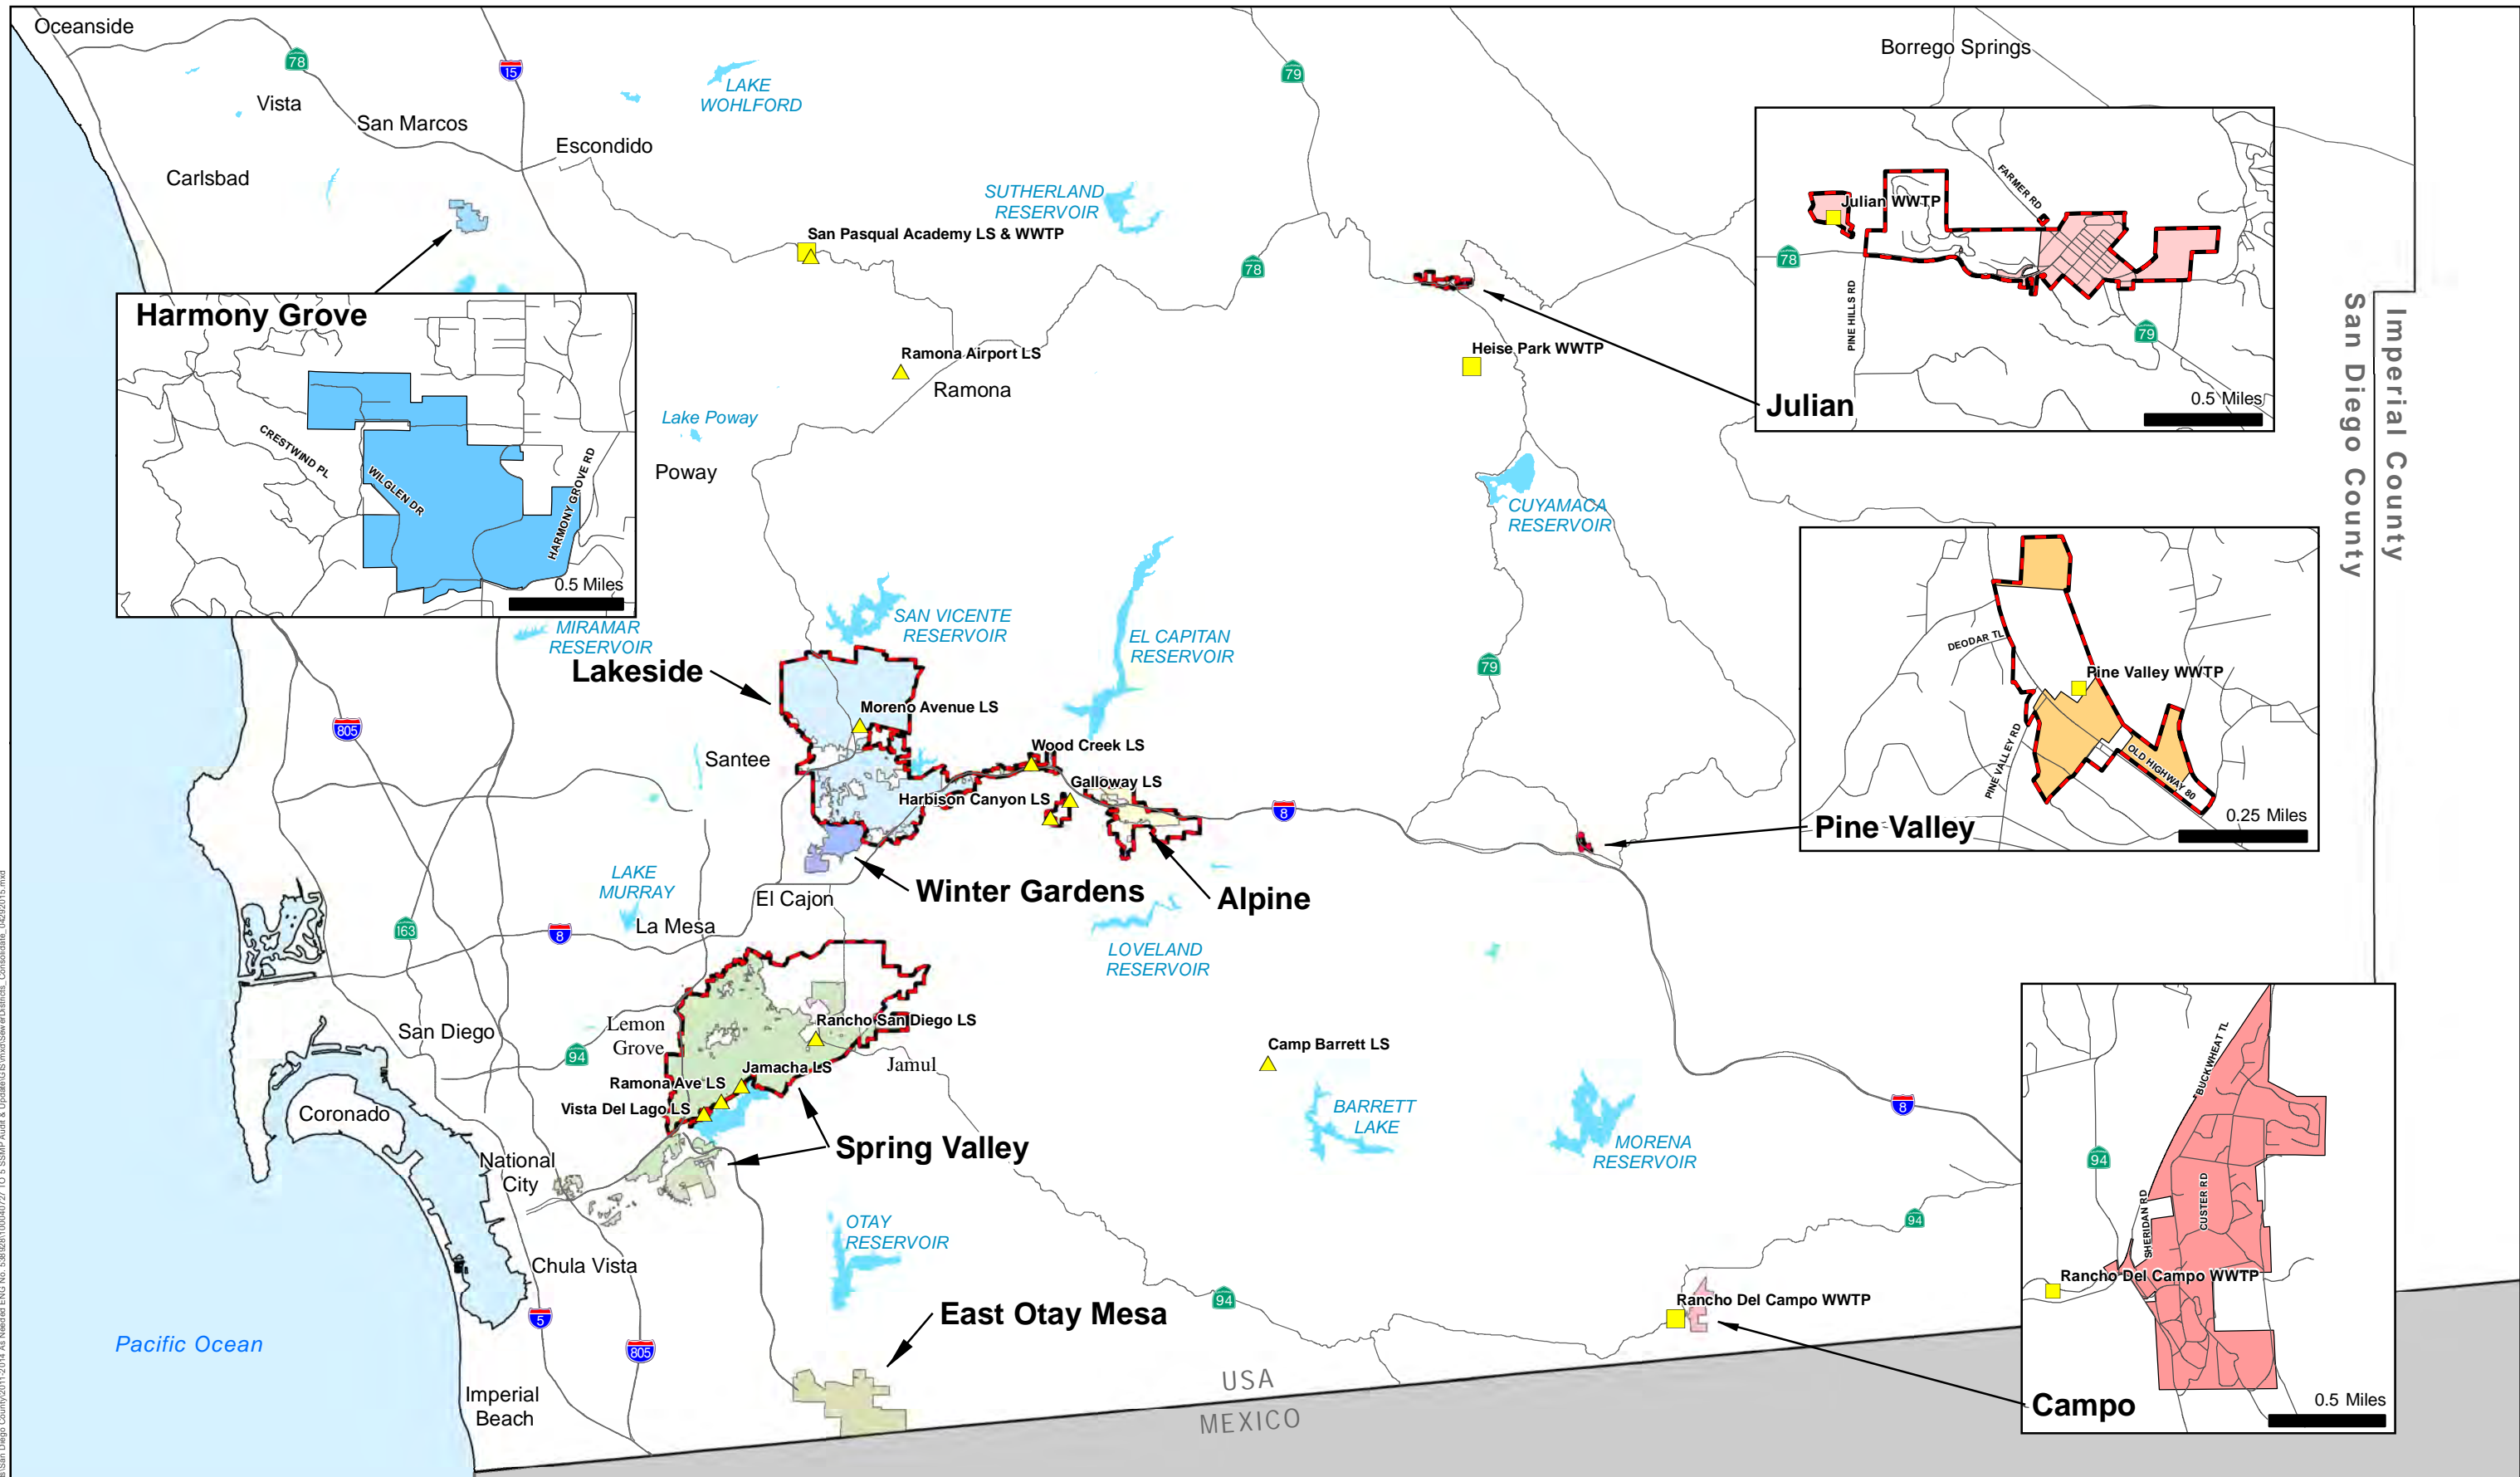 Oceanside
78
15
Vista
San Marcos
Escondido
Carlsbad
LAKE
WOHLFORD
79
Borrego Springs
SUTHERLAND
RESERVOIR
San Pasqual Academy LS & WWTP
78
Ramona Airport LS
Ramona
Heise Park WWTP
Lake Poway
Poway
CUYAMACA
RESERVOIR
Harmony Grove
CRESTWIND PL
WILGLEN DR
HARMONY GROVE RD
0.5 Miles
Julian WWTP
FARMER RD
78
PINE HILLS RD
79
0.5 Miles
Julian
Imperial County
San Diego County
MIRAMAR
RESERVOIR
SAN VICENTE
RESERVOIR
EL CAPITAN
RESERVOIR
79
Lakeside
Moreno Avenue LS
805
Santee
Wood Creek LS
Galloway LS
Harbison Canyon LS
8
DEODAR TL
Pine Valley WWTP
PINE VALLEY RD
OLD HIGHWAY 80
0.25 Miles
Pine Valley
LAKE
MURRAY
El Cajon
Winter Gardens
Alpine
163
8
La Mesa
LOVELAND
RESERVOIR
San Diego
Lemon
Grove
94
Rancho San Diego LS
Jamul
Jamacha LS
Ramona Ave LS
Vista Del Lago LS
Camp Barrett LS
Coronado
BARRETT
LAKE
MORENA
RESERVOIR
8
Spring Valley
National
City
OTAY
RESERVOIR
94
Chula Vista
5
805
East Otay Mesa
94
Rancho Del Campo WWTP
Pacific Ocean
Imperial
Beach
USA
MEXICO
BUCKWHEAT TL
94
SHERIDAN RD
CUSTER RD
Rancho Del Campo WWTP
0.5 Miles
Campo